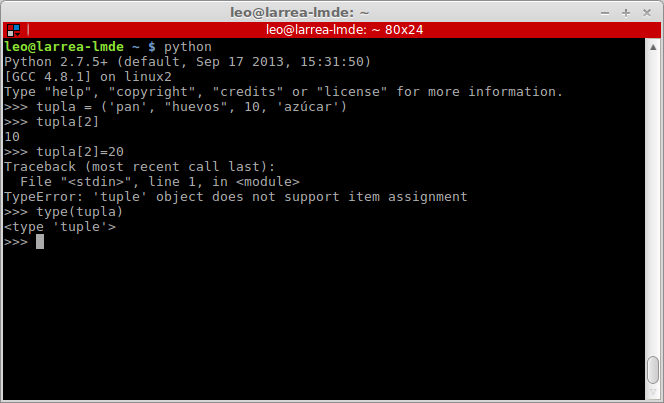 leo@larrea-lmde: ~
leo@larrea-lmde: ~ 80x24
leo@larrea-lmde ~ $ python
Python 2.7.5+ (default, Sep 17 2013, 15:31:50)
[GCC 4.8.1] on linux2
Type "help", "copyright", "credits" or "license" for more information.
>>> tupla = ('pan', "huevos", 10, 'azúcar')
>>> tupla[2]
10
>>> tupla[2]=20
Traceback (most recent call last):
  File "<stdin>", line 1, in <module>
TypeError: 'tuple' object does not support item assignment
>>> type(tupla)
<type 'tuple'>
>>>